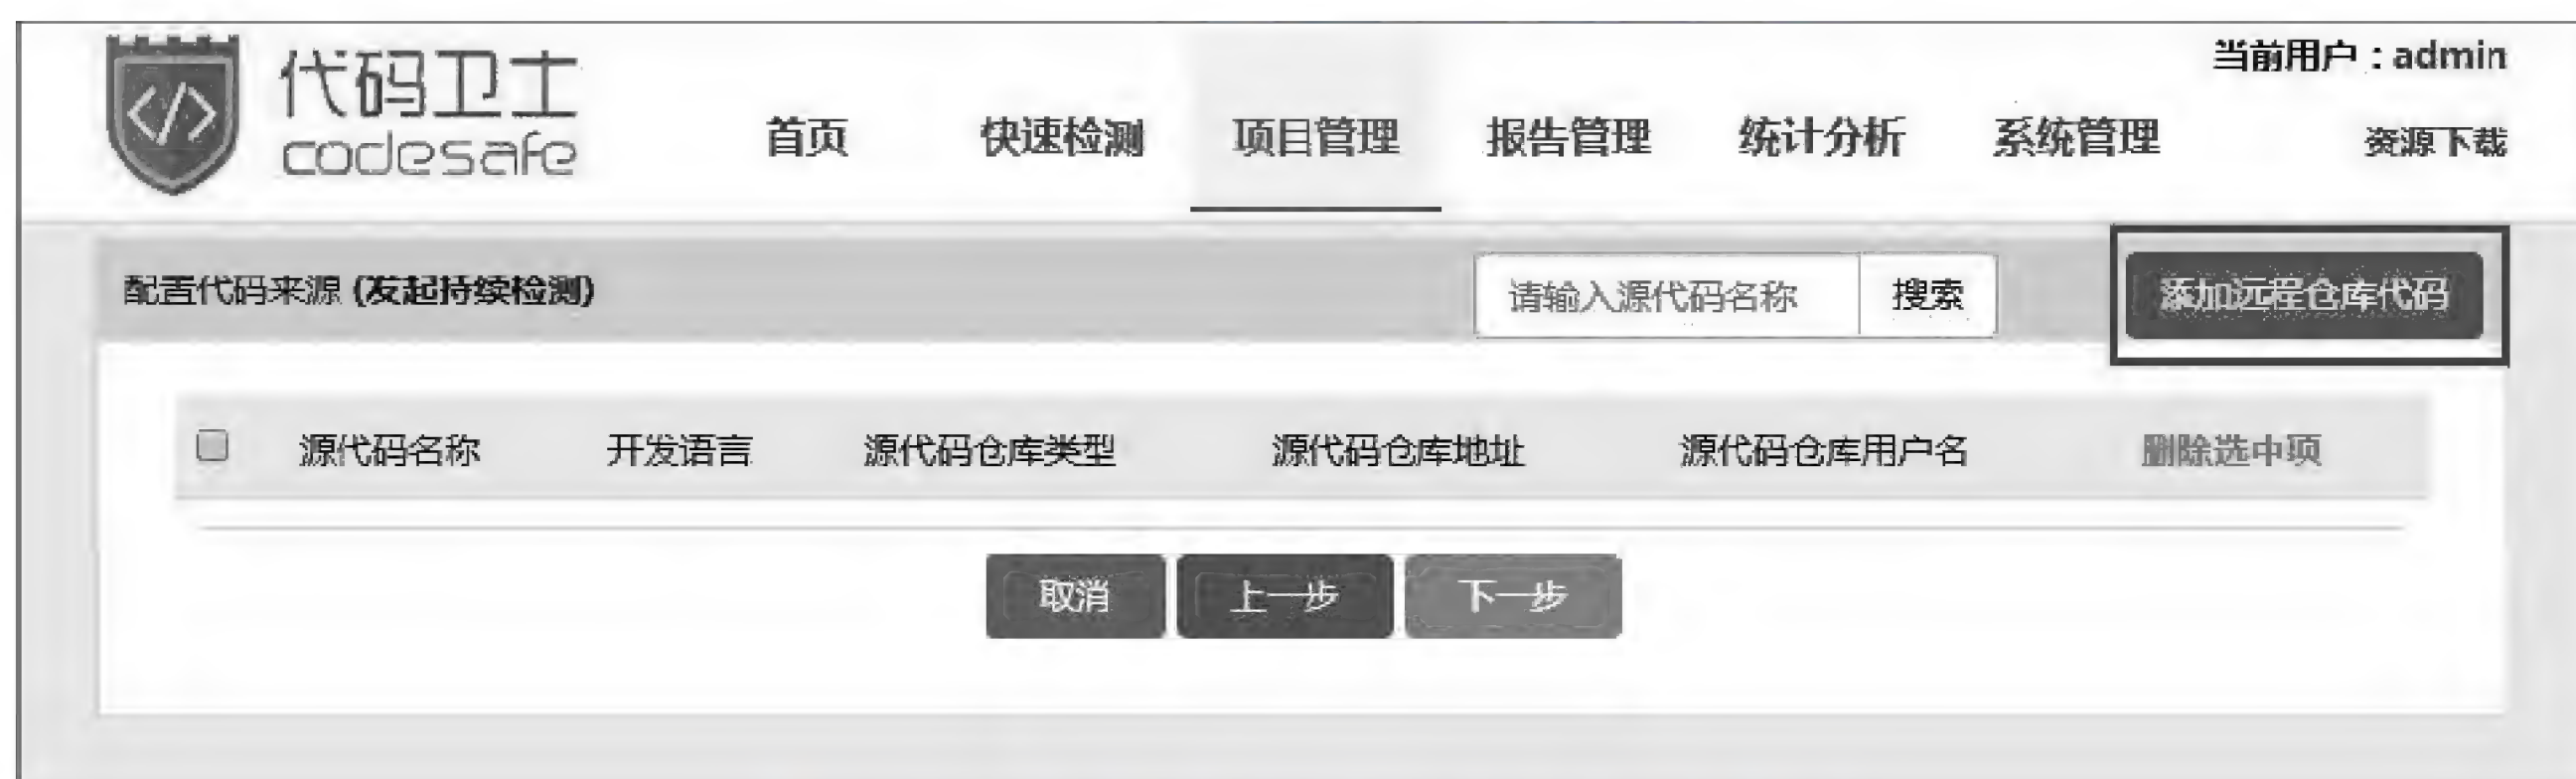 当前用户：admin
代码卫士
codesafe
首页 快速检测 项目管理 报告管理 统计分析 系统管理 资源下载
配置代码来源 (发起持续检测) 请输入源代码名称 搜索 添加远程仓库代码
源代码名称 开发语言 源代码仓库类型 源代码仓库地址 源代码仓库用户名 删除选中项
取消 上一步 下一步